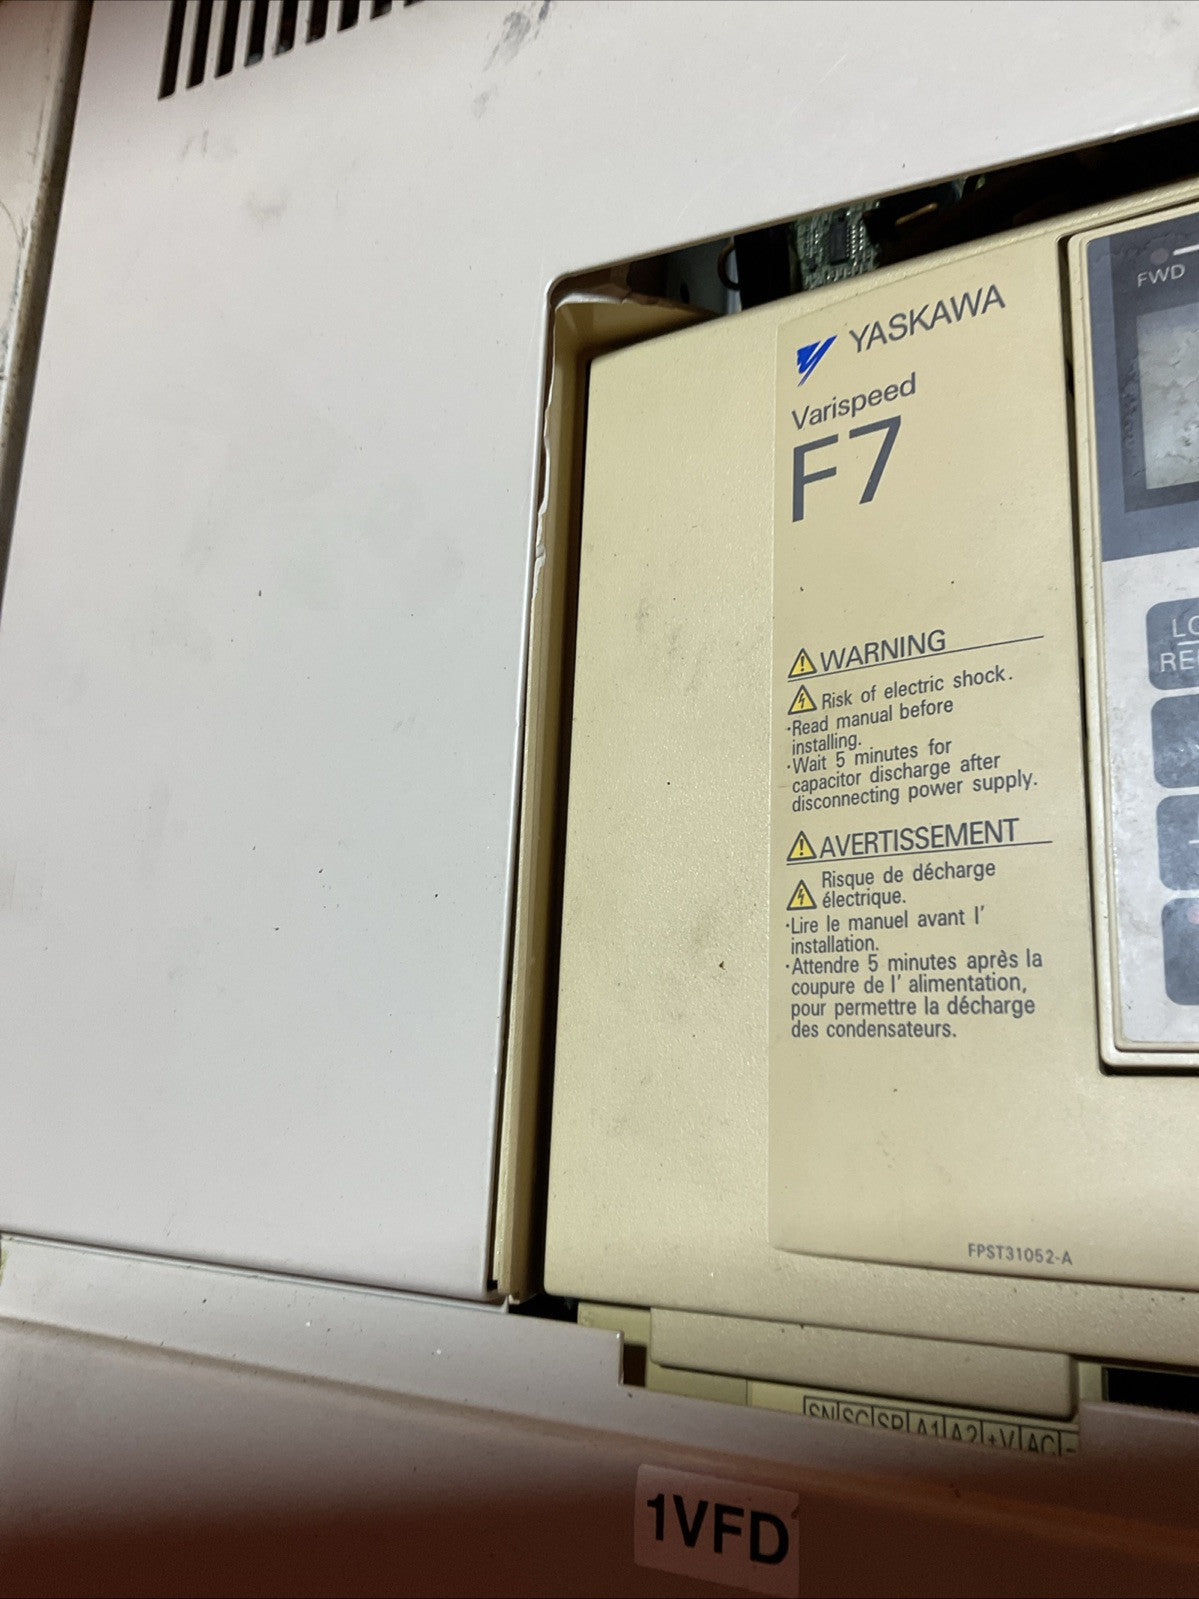 YASKAWA
Varispeed
F7
FWD
WARNING
Risk of electric shock.
·Read manual before
installing.
·Wait 5 minutes for
capacitor discharge after
disconnecting power supply.
AVERTISSEMENT
Risque de décharge
électrique.
·Lire le manuel avant l'
installation.
·Attendre 5 minutes après la
coupure de l' alimentation,
pour permettre la décharge
des condensateurs.
FPST31052-A
SN SC SP A1 A2 +V AC -
1VFD